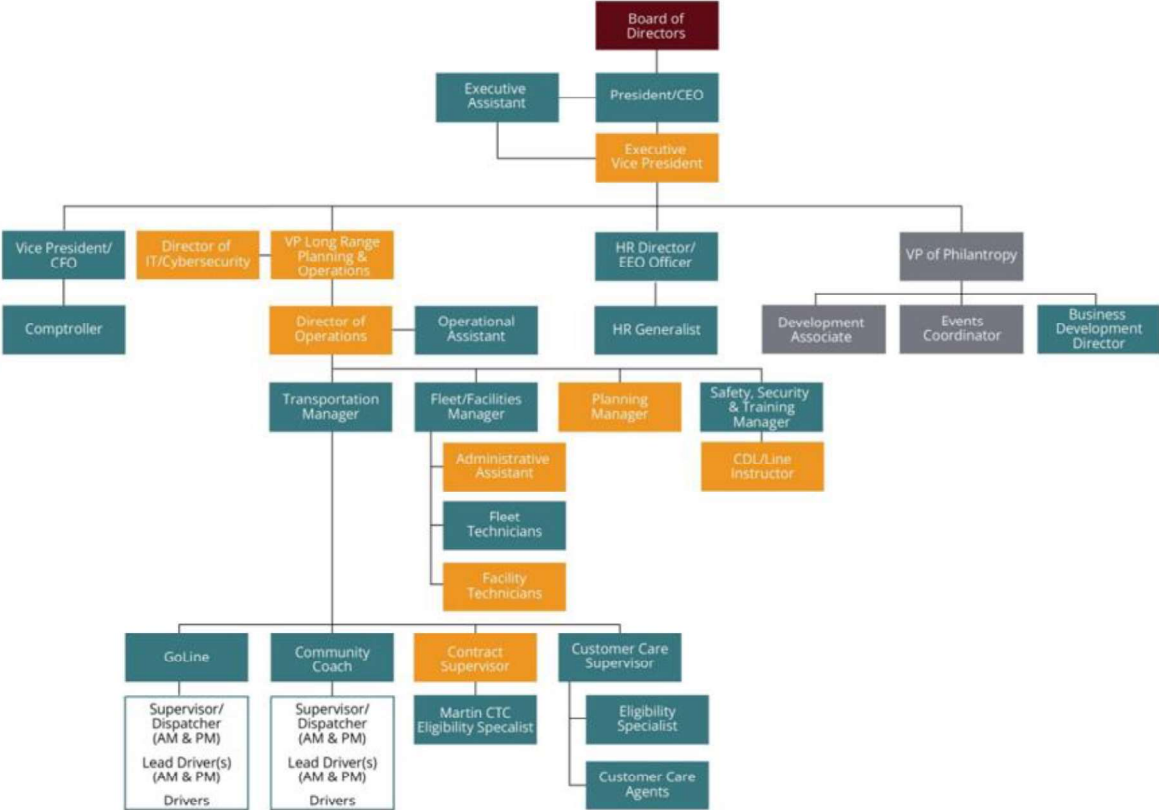 Board of
Directors
Executive
Assistant
President/CEO
Executive
Vice President
Vice President/
CFO
Director of
IT/Cybersecurity
VP Long Range
Planning &
Operations
HR Director/
EEO Officer
VP of Philantropy
Comptroller
Director of
Operations
Operational
Assistant
HR Generalist
Development
Associate
Events
Coordinator
Business
Development
Director
Transportation
Manager
Fleet/Facilities
Manager
Planning
Manager
Safety, Security
& Training
Manager
Administrative
Assistant
CDL/Line
Instructor
Fleet
Technicians
Facility
Technicians
GoLine
Community
Coach
Contract
Supervisor
Customer Care
Supervisor
Supervisor/
Dispatcher
(AM & PM)
Lead Driver(s)
(AM & PM)
Drivers
Supervisor/
Dispatcher
(AM & PM)
Lead Driver(s)
(AM & PM)
Drivers
Martin CTC
Eligibility Specalist
Eligibility
Specialist
Customer Care
Agents